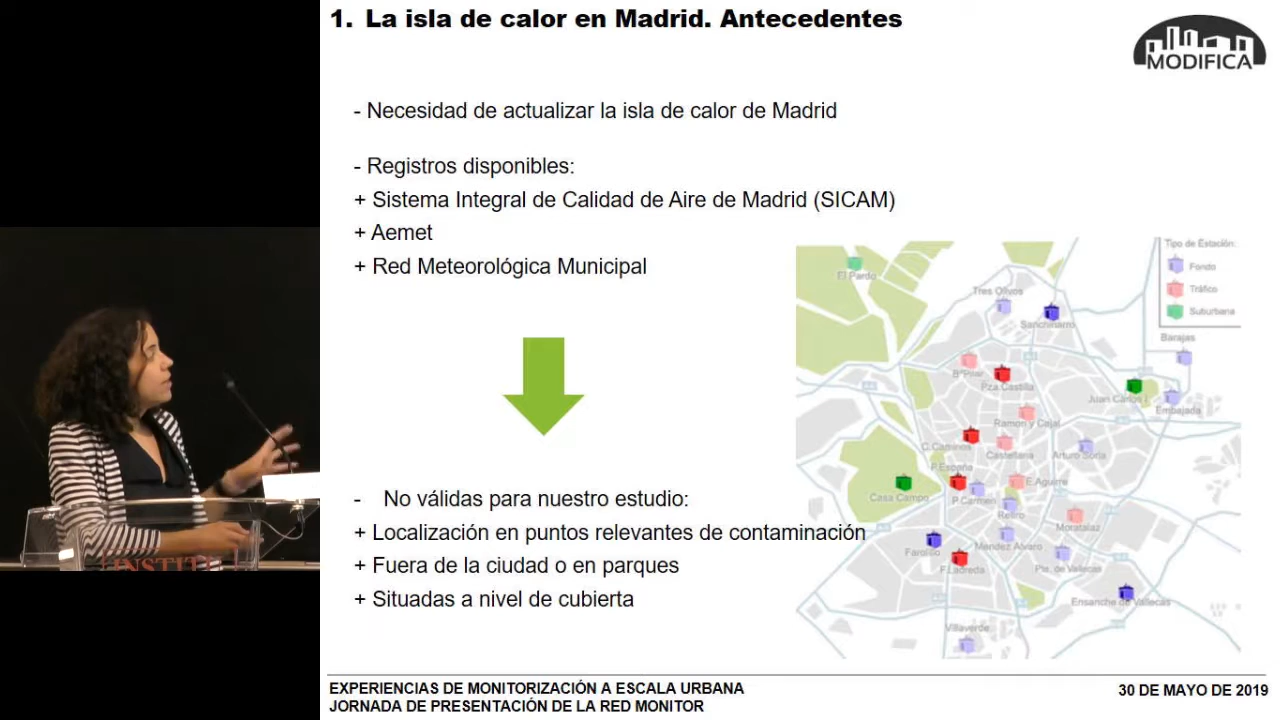 1. La isla de calor en Madrid. Antecedentes
MODIFICA
- Necesidad de actualizar la isla de calor de Madrid
- Registros disponibles:
+ Sistema Integral de Calidad de Aire de Madrid (SICAM)
+ Aemet
+ Red Meteorológica Municipal
- No válidas para nuestro estudio:
+ Localización en puntos relevantes de contaminación
+ Fuera de la ciudad o en parques
+ Situadas a nivel de cubierta
Tipo de Estación:
Fondo
Tráfico
Suburbana
El Pardo
Tres Olivos
Sanchinarro
Barajas
BºPilar
Pza.Castilla
Juan Carlos I
Embajada
Ramón y Cajal
C.Caminos
Castellana
Arturo Soria
P.España
E.Aguirre
Casa Campo
P.Carmen
Retiro
Moratalaz
Farolillo
Mendez Alvaro
F.Ladreda
Pte. de Vallecas
Ensanche de Vallecas
Villaverde
INSTITU
EXPERIENCIAS DE MONITORIZACIÓN A ESCALA URBANA
JORNADA DE PRESENTACIÓN DE LA RED MONITOR
30 DE MAYO DE 2019